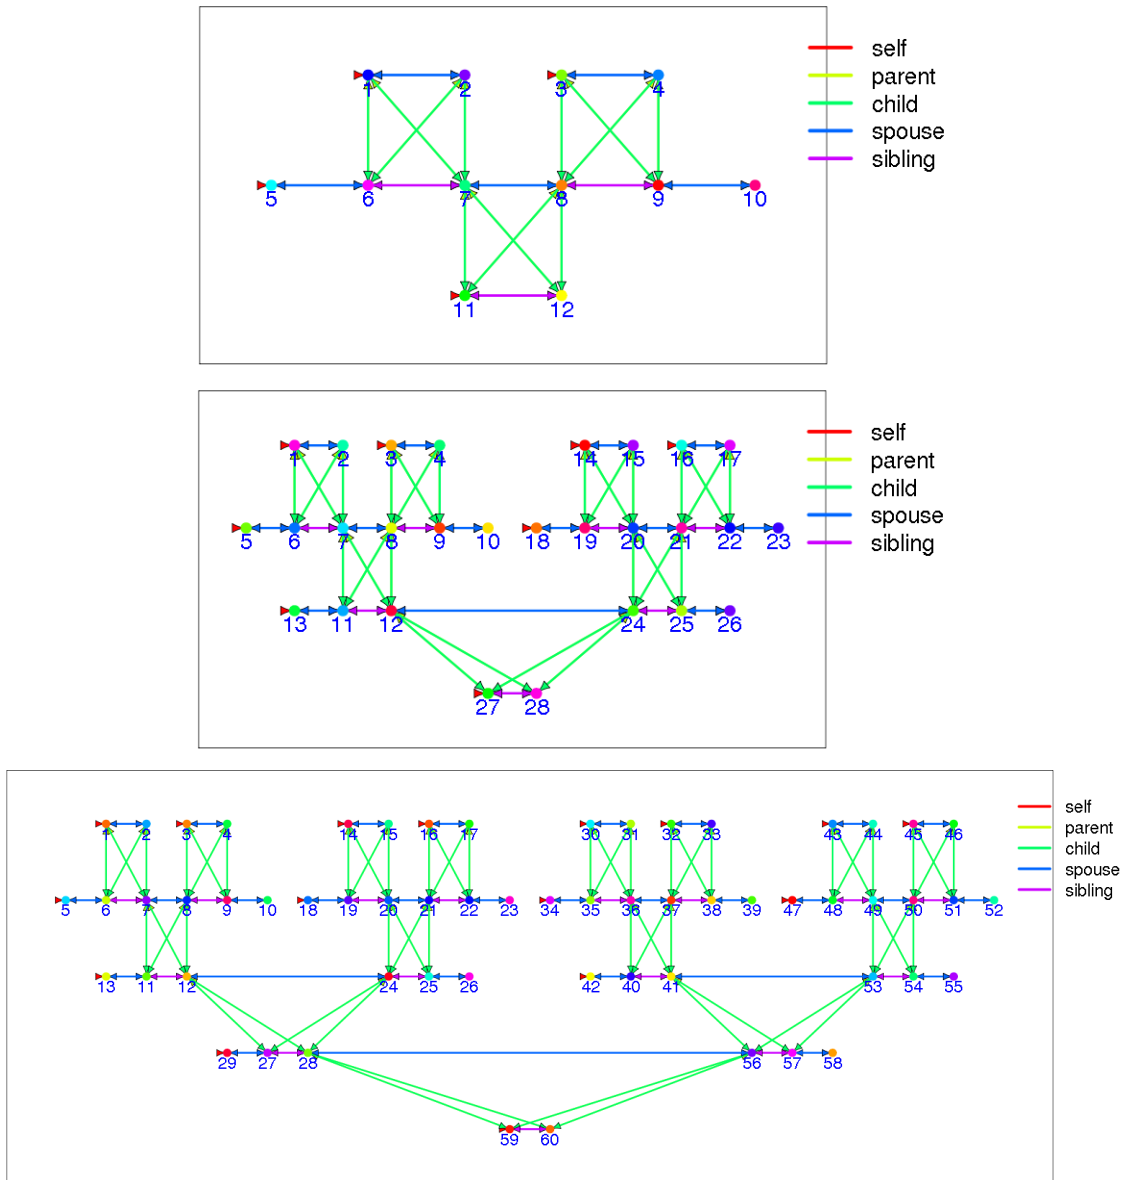 self
parent
child
spouse
sibling
1 2 3 4
5 6 7 8 9 10
11 12
self
parent
child
spouse
sibling
1 2 3 4 14 15 16 17
5 6 7 8 9 10 18 19 20 21 22 23
13 11 12 24 25 26
27 28
self
parent
child
spouse
sibling
1 2 3 4 14 15 16 17 30 31 32 33 43 44 45 46
5 6 7 8 9 10 18 19 20 21 22 23 34 35 36 37 38 39 47 48 49 50 51 52
13 11 12 24 25 26 42 40 41 53 54 55
29 27 28 56 57 58
59 60